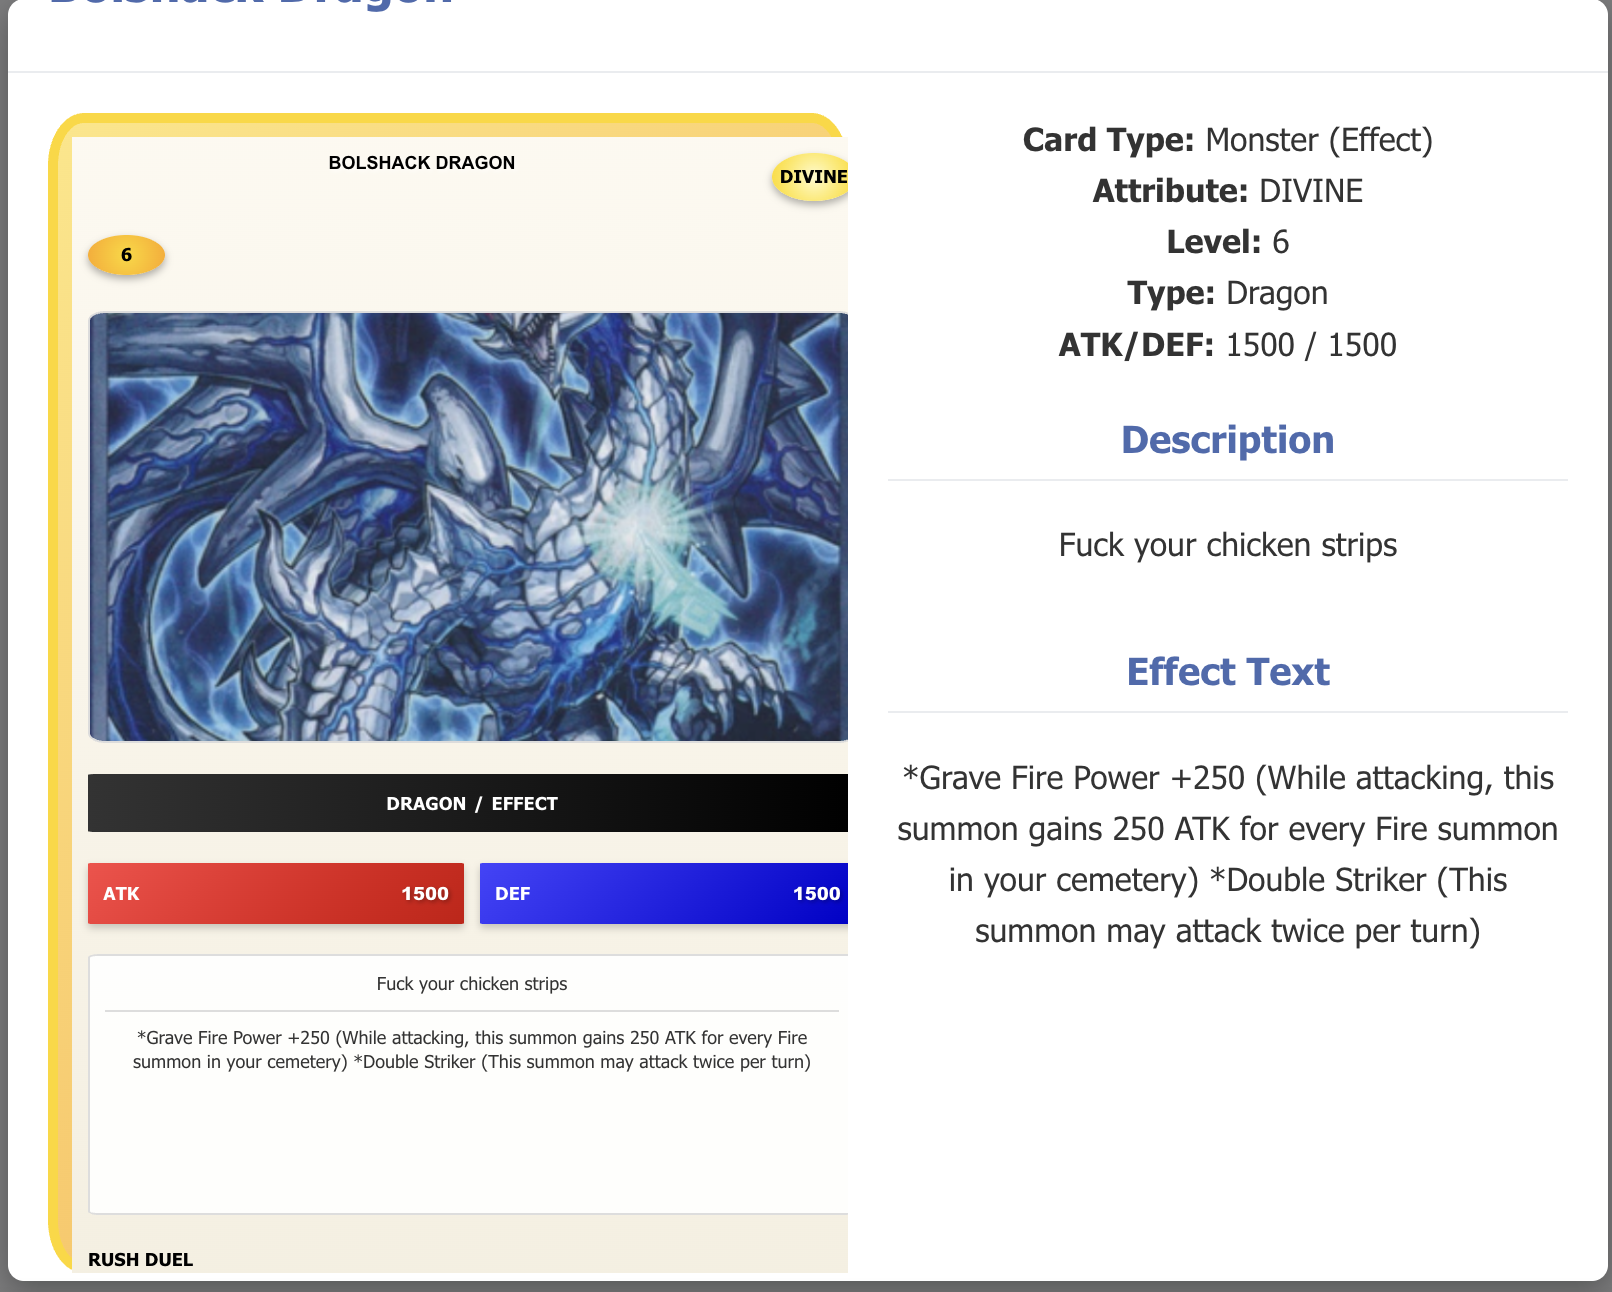 Bolshack Dragon
BOLSHACK DRAGON
DIVINE
6
DRAGON / EFFECT
ATK 1500
DEF 1500
Fuck your chicken strips
*Grave Fire Power +250 (While attacking, this summon gains 250 ATK for every Fire
summon in your cemetery) *Double Striker (This summon may attack twice per turn)
RUSH DUEL
Card Type: Monster (Effect)
Attribute: DIVINE
Level: 6
Type: Dragon
ATK/DEF: 1500 / 1500
Description
Fuck your chicken strips
Effect Text
*Grave Fire Power +250 (While attacking, this
summon gains 250 ATK for every Fire summon
in your cemetery) *Double Striker (This
summon may attack twice per turn)